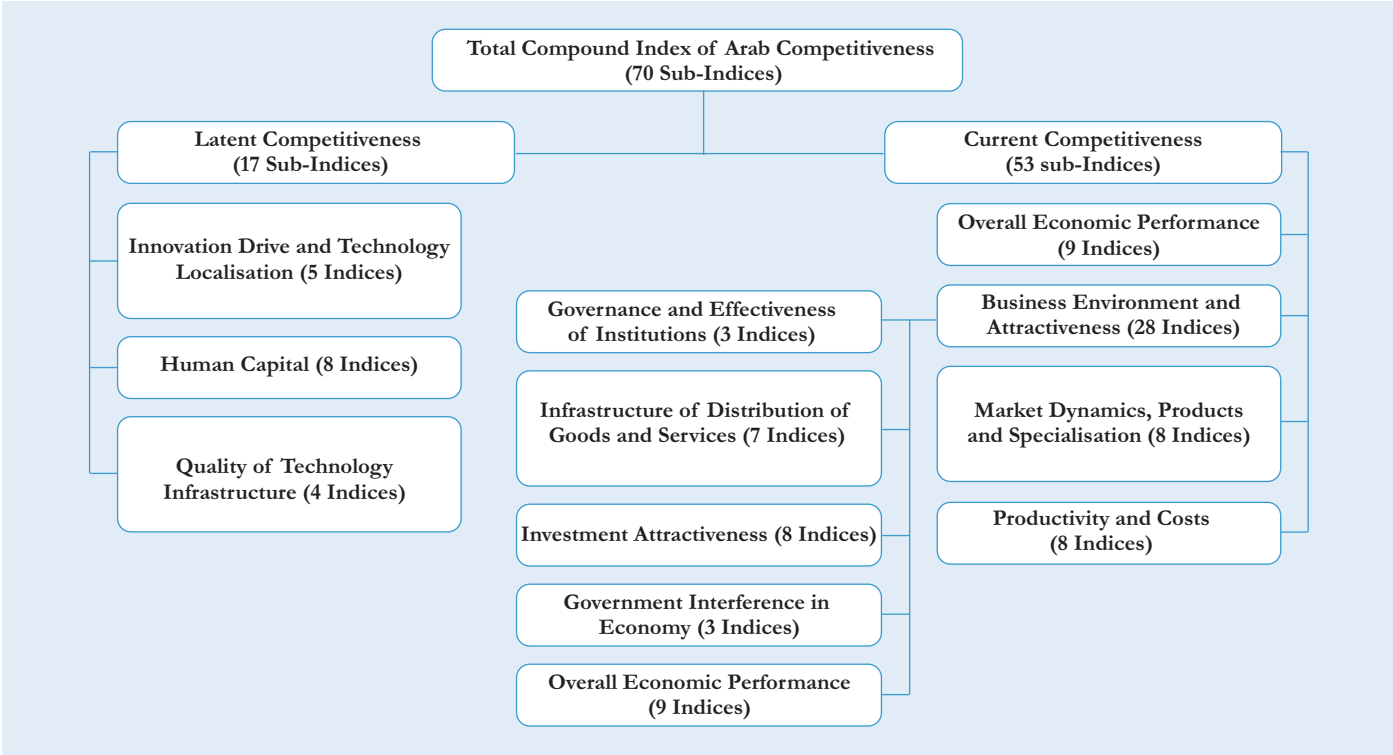 Total Compound Index of Arab Competitiveness
(70 Sub-Indices)
Latent Competitiveness
(17 Sub-Indices)
Current Competitiveness
(53 sub-Indices)
Innovation Drive and Technology
Localisation (5 Indices)
Human Capital (8 Indices)
Quality of Technology
Infrastructure (4 Indices)
Governance and Effectiveness
of Institutions (3 Indices)
Infrastructure of Distribution of
Goods and Services (7 Indices)
Investment Attractiveness (8 Indices)
Government Interference in
Economy (3 Indices)
Overall Economic Performance
(9 Indices)
Overall Economic Performance
(9 Indices)
Business Environment and
Attractiveness (28 Indices)
Market Dynamics, Products
and Specialisation (8 Indices)
Productivity and Costs
(8 Indices)